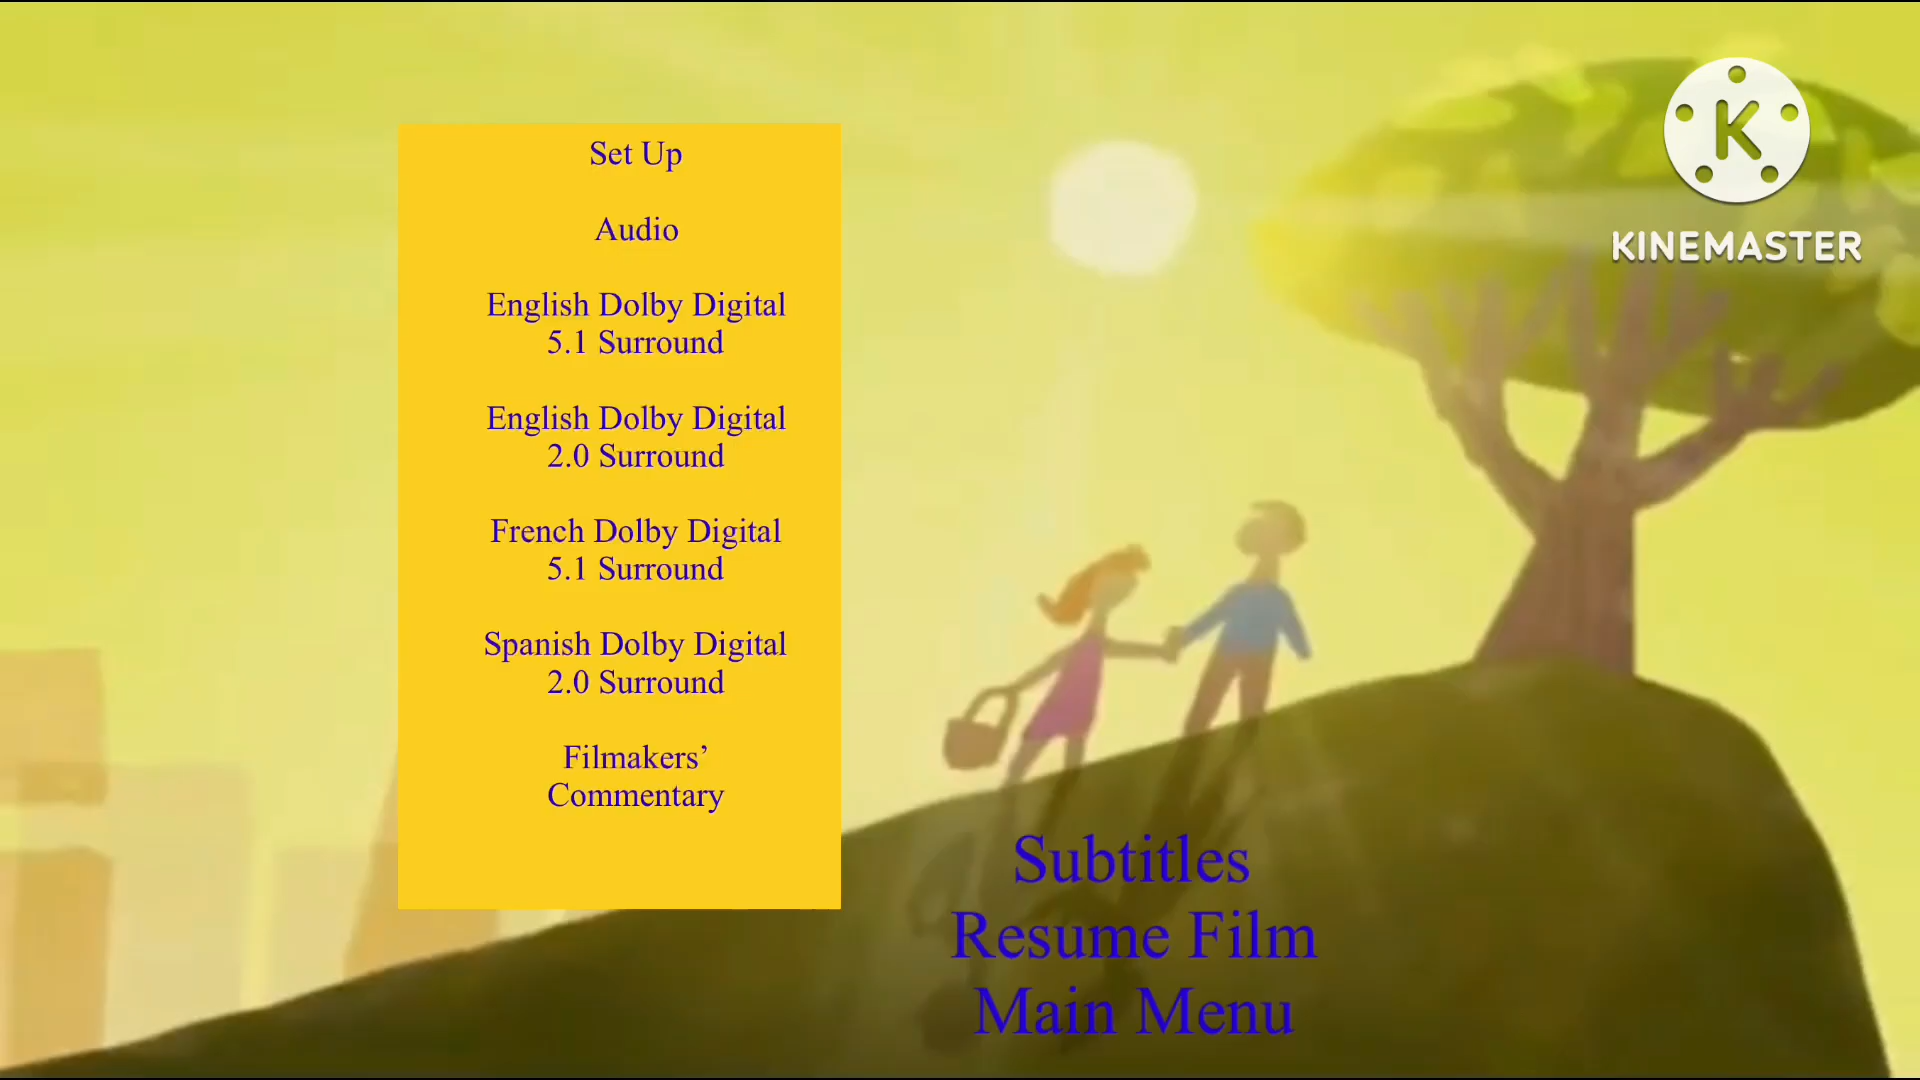 Set Up
Audio
English Dolby Digital
5.1 Surround
English Dolby Digital
2.0 Surround
French Dolby Digital
5.1 Surround
Spanish Dolby Digital
2.0 Surround
Filmakers’
Commentary
K
KINEMASTER
Subtitles
Resume Film
Main Menu